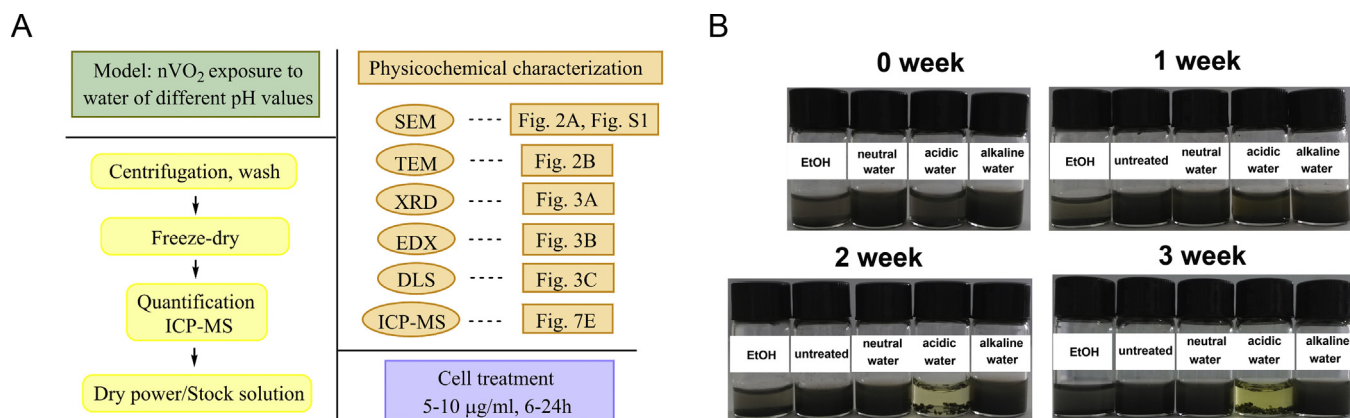 A
Model: nVO₂ exposure to
water of different pH values
Centrifugation, wash
Freeze-dry
Quantification
ICP-MS
Dry power/Stock solution
Physicochemical characterization
SEM ---- Fig. 2A, Fig. S1
TEM ---- Fig. 2B
XRD ---- Fig. 3A
EDX ---- Fig. 3B
DLS ---- Fig. 3C
ICP-MS ---- Fig. 7E
Cell treatment
5-10 μg/ml, 6-24h
B
0 week
EtOH
neutral
water
acidic
water
alkaline
water
1 week
EtOH
untreated
neutral
water
acidic
water
alkaline
water
2 week
EtOH
untreated
neutral
water
acidic
water
alkaline
water
3 week
EtOH
untreated
neutral
water
acidic
water
alkaline
water